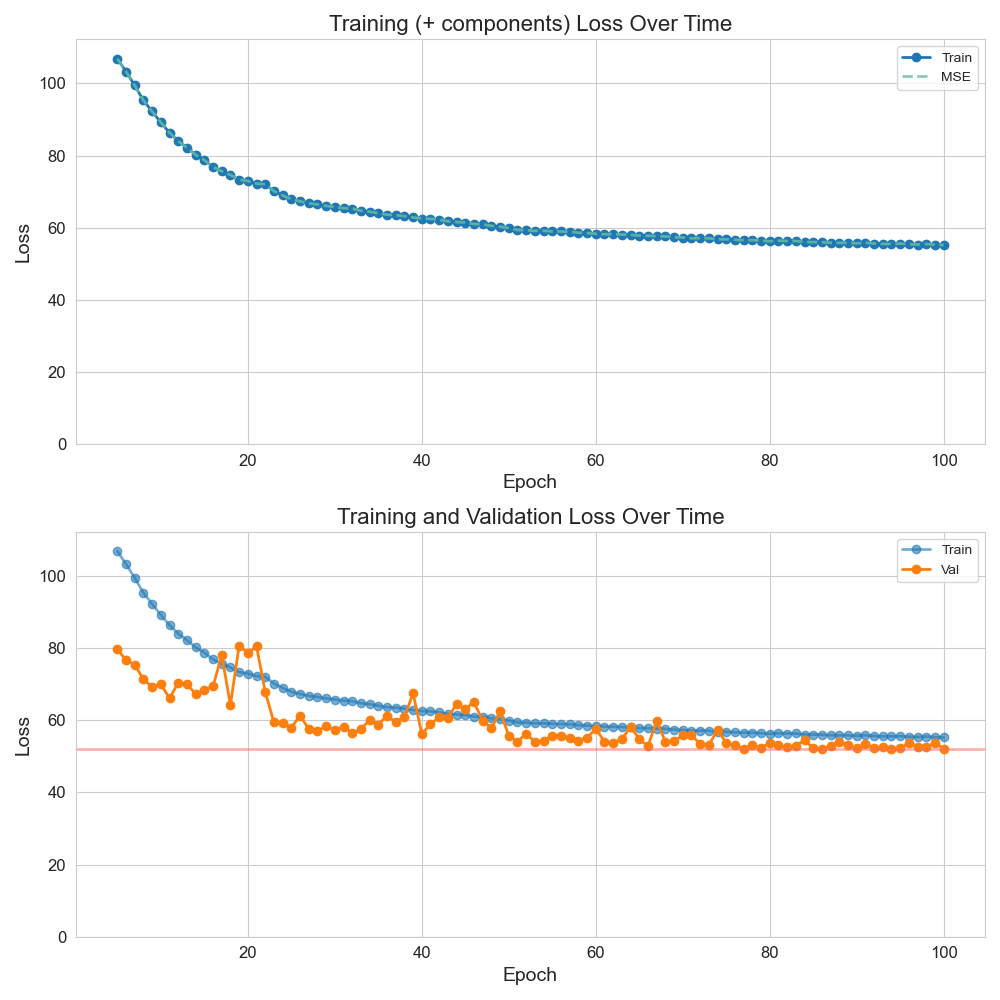 Training (+ components) Loss Over Time
Train
MSE
100
80
60
40
20
0
Loss
20 40 60 80 100
Epoch
Training and Validation Loss Over Time
Train
Val
100
80
60
40
20
0
Loss
20 40 60 80 100
Epoch